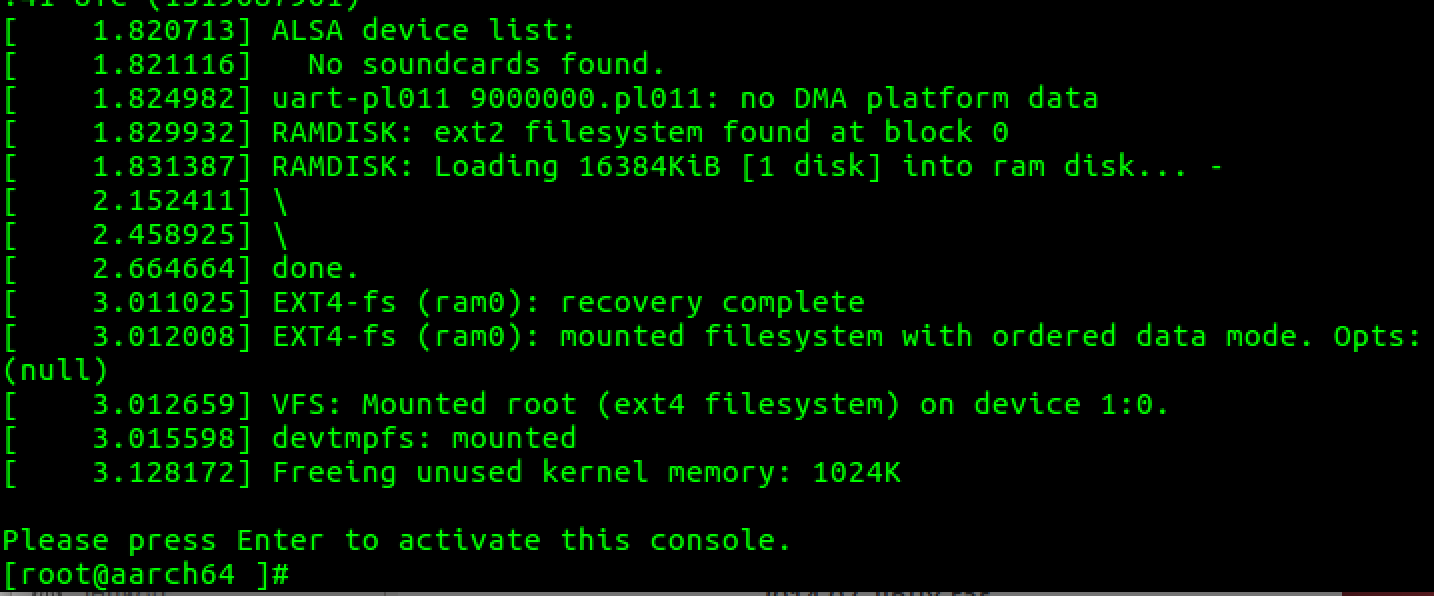 [    1.820713] ALSA device list:
[    1.821116]   No soundcards found.
[    1.824982] uart-pl011 9000000.pl011: no DMA platform data
[    1.829932] RAMDISK: ext2 filesystem found at block 0
[    1.831387] RAMDISK: Loading 16384KiB [1 disk] into ram disk... -
[    2.152411] \
[    2.458925] \
[    2.664664] done.
[    3.011025] EXT4-fs (ram0): recovery complete
[    3.012008] EXT4-fs (ram0): mounted filesystem with ordered data mode. Opts:
(null)
[    3.012659] VFS: Mounted root (ext4 filesystem) on device 1:0.
[    3.015598] devtmpfs: mounted
[    3.128172] Freeing unused kernel memory: 1024K
Please press Enter to activate this console.
[root@aarch64 ]#